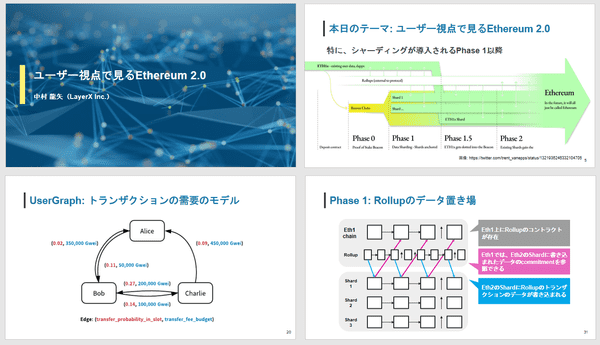 ユーザー視点で見るEthereum 2.0
中村 龍矢（LayerX Inc.）
本日のテーマ: ユーザー視点で見るEthereum 2.0
特に、シャーディングが導入されるPhase 1以降
ETH1x - existing user data, dapps
Rollups (external to protocol)
Beacon Chain
Shard 1
Shard ...
ETH1x Shard
Ethereum
In the future, it will all
just be called Ethereum
Phase 0
Phase 1
Phase 1.5
Phase 2
Deposit contract
Proof of Stake Beacon
Data Sharding - Shards anchored
ETH1 gets dotted into the Beacon
Existing Shards gain the
5
UserGraph: トランザクションの需要のモデル
Alice
(0.02, 350,000 Gwei)
(0.09, 450,000 Gwei)
(0.11, 50,000 Gwei)
(0.27, 200,000 Gwei)
Bob
Charlie
(0.14, 100,000 Gwei)
Edge: (transfer_probability_in_slot, transfer_fee_budget)
20
Phase 1: Rollupのデータ置き場
Eth1
chain
Rollup
Shard
1
Shard
2
Shard
3
Eth1上にRollupのコントラクト
が存在
Eth1では、Eth2のShardに書き込
まれたデータのcommitmentを参
照できる
Eth2のShardにRollupのトランザ
クションのデータが書き込まれる
31